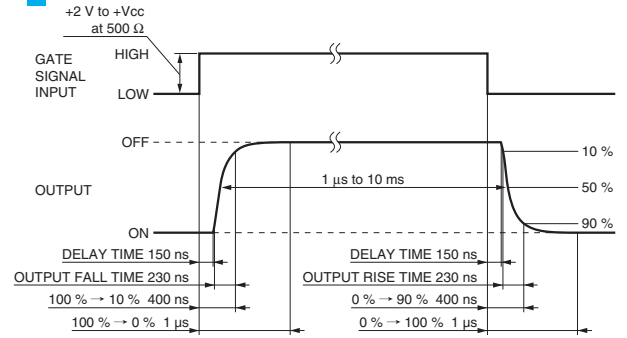 +2 V to +Vcc
at 500 Ω
GATE
SIGNAL
INPUT
HIGH
LOW
OFF
10 %
OUTPUT
1 μs to 10 ms
50 %
90 %
ON
DELAY TIME 150 ns
DELAY TIME 150 ns
OUTPUT FALL TIME 230 ns
OUTPUT RISE TIME 230 ns
100 % → 10 % 400 ns
0 % → 90 % 400 ns
100 % → 0 % 1 μs
0 % → 100 % 1 μs